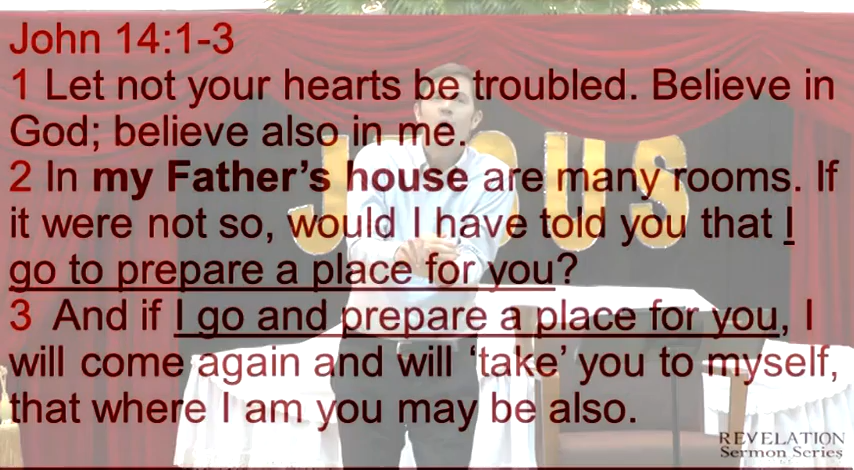 John 14:1-3
1 Let not your hearts be troubled. Believe in
God; believe also in me.
2 In my Father’s house are many rooms. If
it were not so, would I have told you that I
go to prepare a place for you?
3 And if I go and prepare a place for you, I
will come again and will ‘take’ you to myself,
that where I am you may be also.
JESUS
REVELATION
Sermon Series